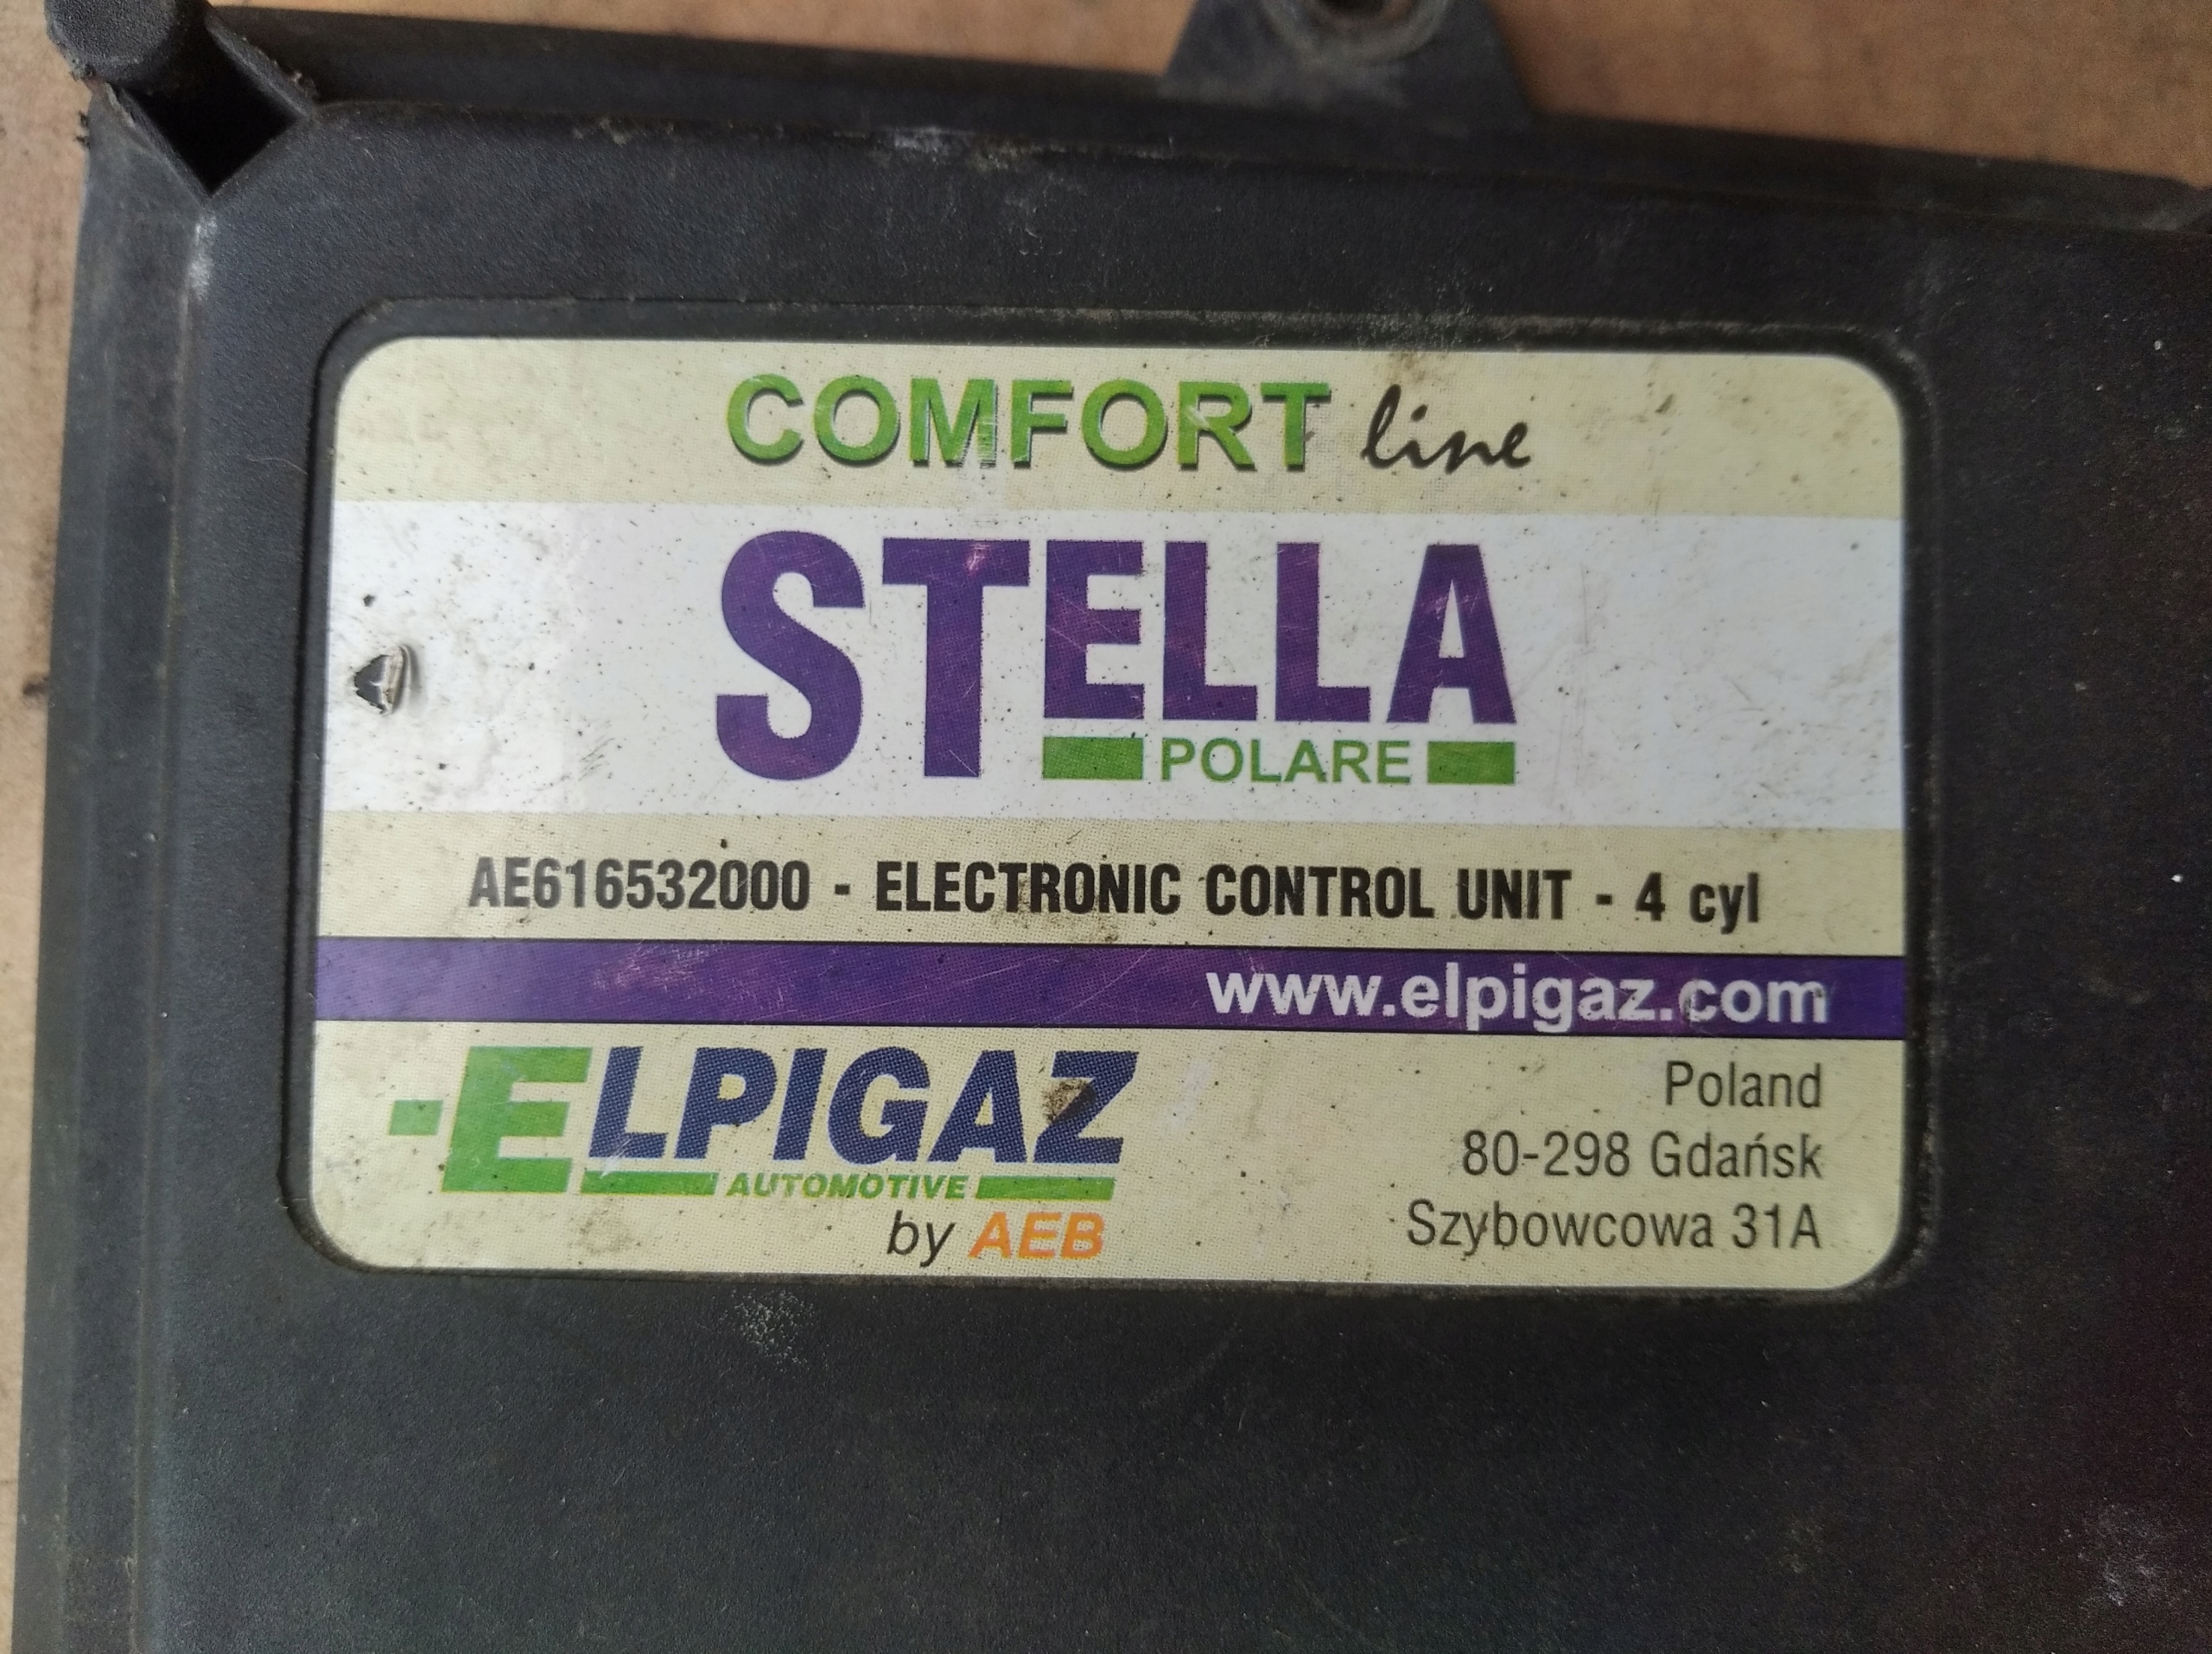 COMFORT line
STELLA
POLARE
AE616532000 - ELECTRONIC CONTROL UNIT - 4 cyl
www.elpigaz.com
-ELPIGAZ
AUTOMOTIVE
by AEB
Poland
80-298 Gdańsk
Szybowcowa 31A